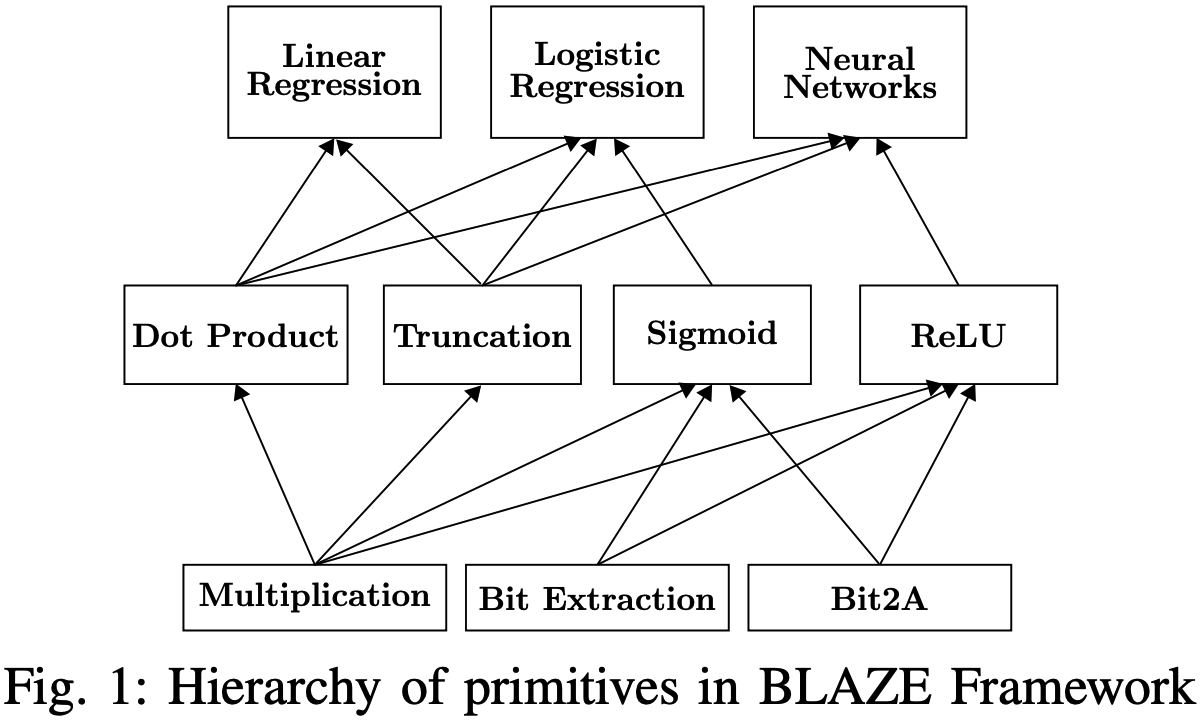 Linear
Regression
Logistic
Regression
Neural
Networks
Dot Product
Truncation
Sigmoid
ReLU
Multiplication
Bit Extraction
Bit2A
Fig. 1: Hierarchy of primitives in BLAZE Framework